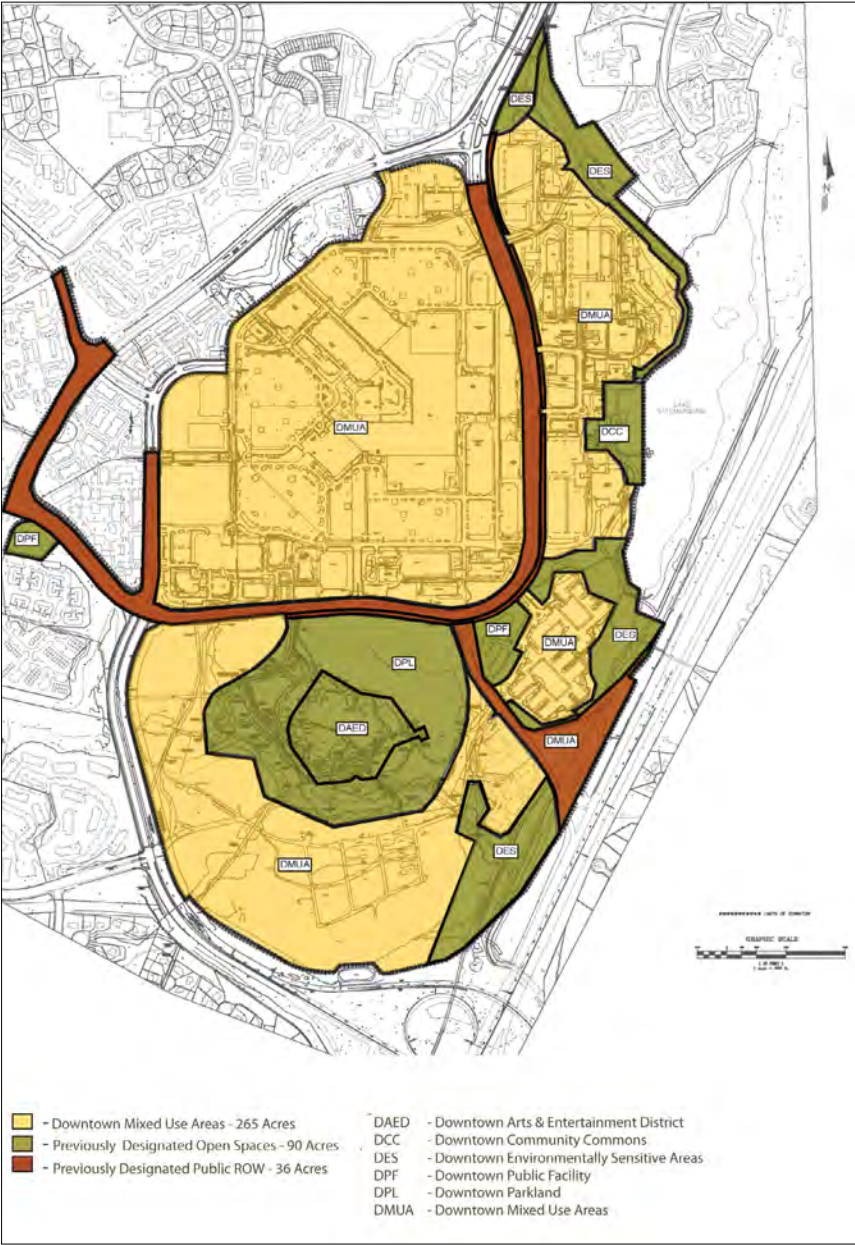 DES
DES
N
DMUA
DMUA
DCC
DPF
DPF
DMUA
DES
DPL
DAED
DMUA
DMUA
DES
GRAPHIC SCALE
- Downtown Mixed Use Areas - 265 Acres
- Previously Designated Open Spaces - 90 Acres
- Previously Designated Public ROW - 36 Acres
DAED - Downtown Arts & Entertainment District
DCC - Downtown Community Commons
DES - Downtown Environmentally Sensitive Areas
DPF - Downtown Public Facility
DPL - Downtown Parkland
DMUA - Downtown Mixed Use Areas